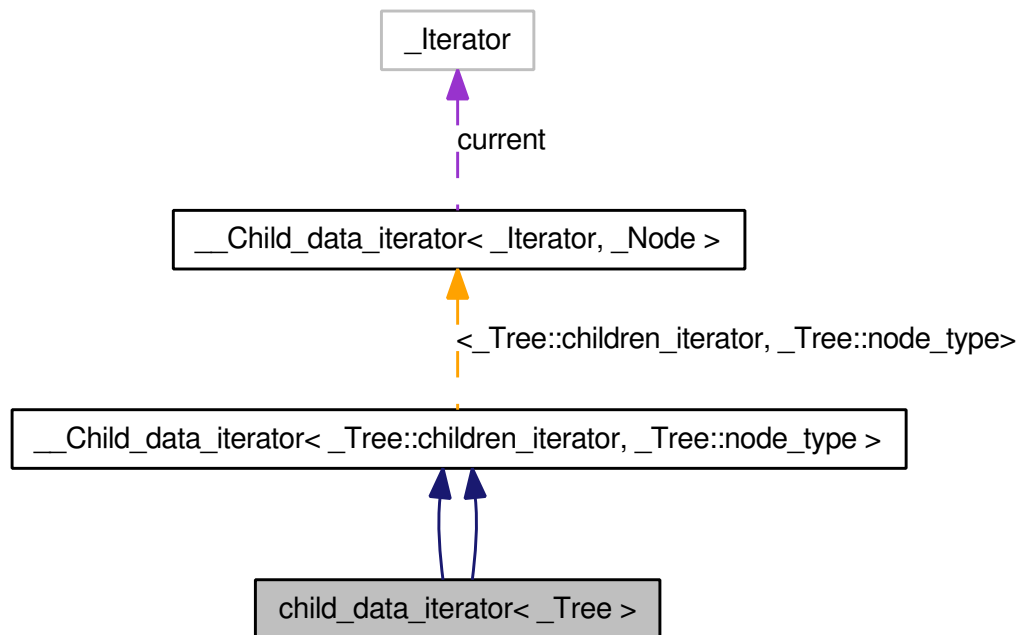 _Iterator
current
__Child_data_iterator< _Iterator, _Node >
<_Tree::children_iterator, _Tree::node_type>
__Child_data_iterator< _Tree::children_iterator, _Tree::node_type >
child_data_iterator< _Tree >